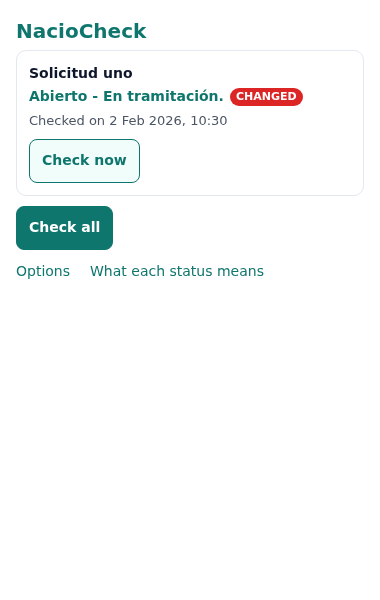 NacioCheck
Solicitud uno
Abierto - En tramitación. CHANGED
Checked on 2 Feb 2026, 10:30
Check now
Check all
Options What each status means